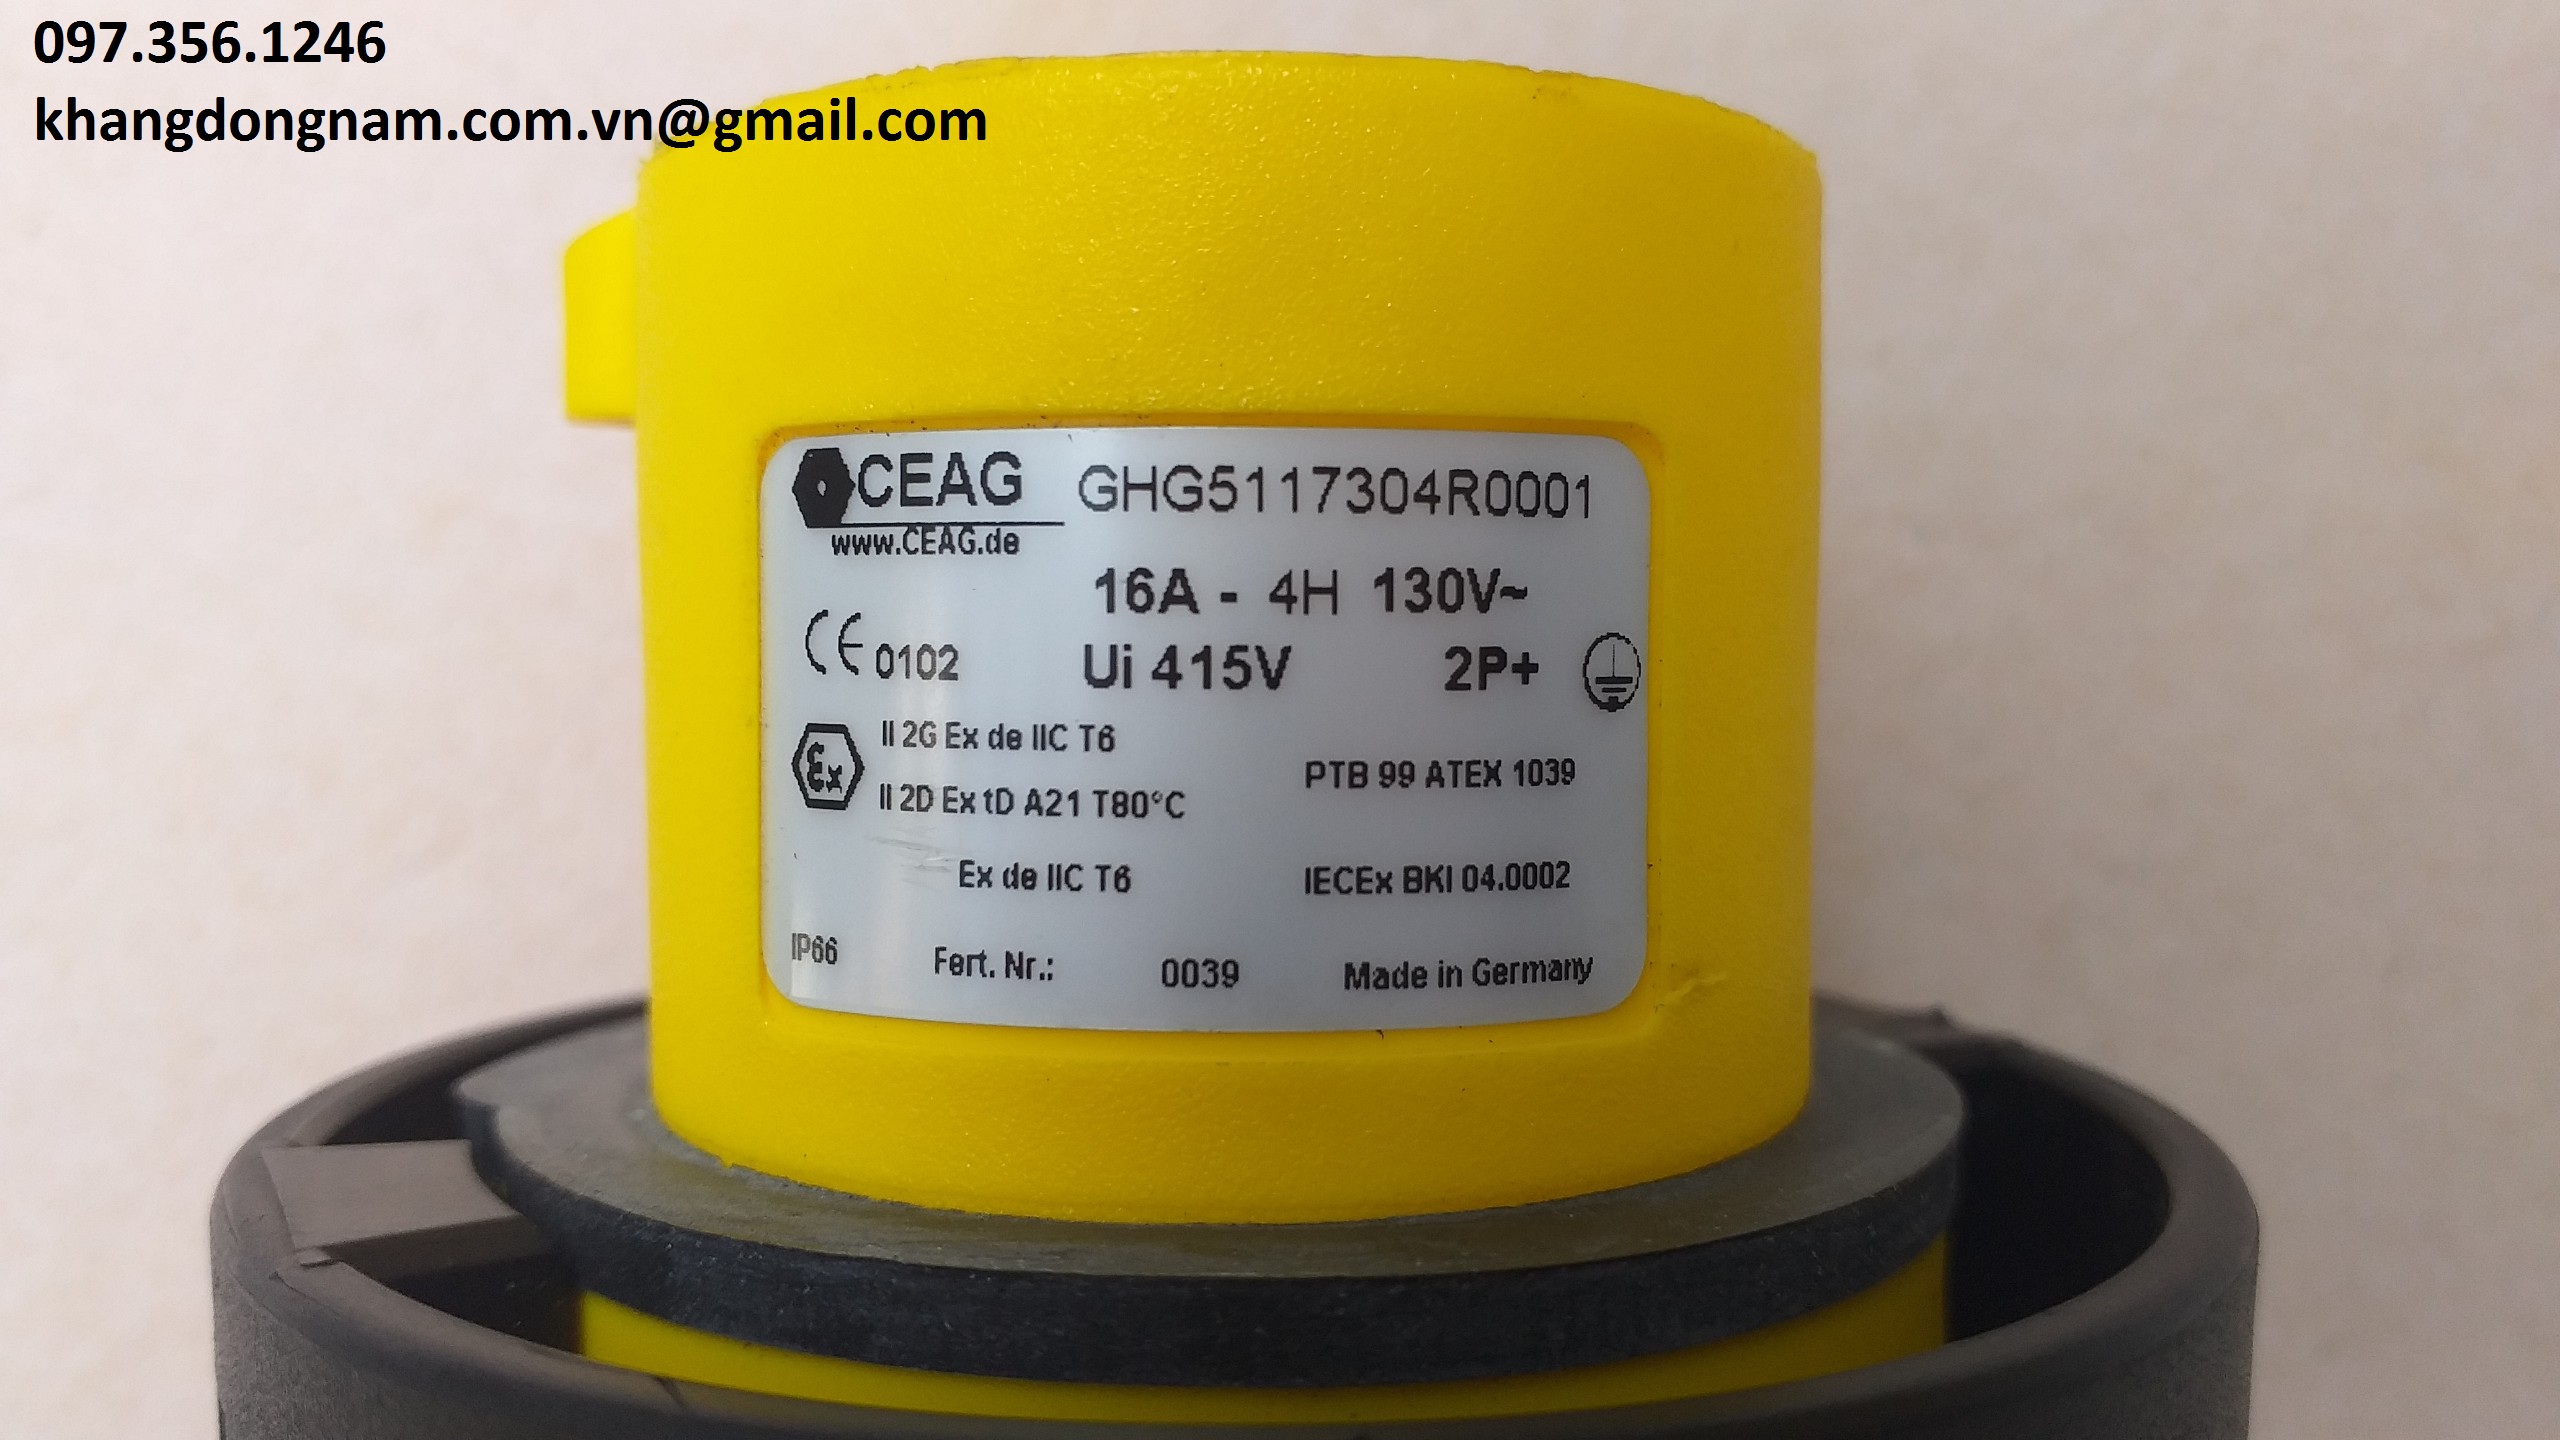 097.356.1246
khangdongnam.com.vn@gmail.com
CEAG GHG5117304R0001
www.CEAG.de
16A - 4H 130V~
CE 0102 Ui 415V 2P+
Ex II 2G Ex de IIC T6
PTB 99 ATEX 1039
II 2D Ex tD A21 T80°C
Ex de IIC T6 IECEx BKI 04.0002
IP66 Fert. Nr.: 0039 Made in Germany